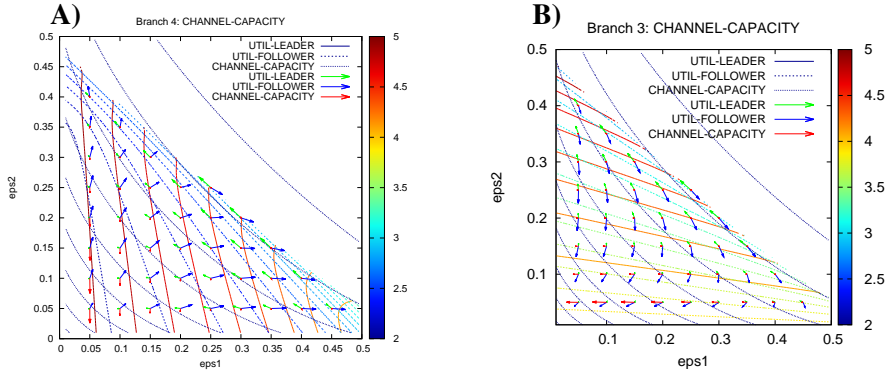 A)
Branch 4: CHANNEL-CAPACITY
UTIL-LEADER
UTIL-FOLLOWER
CHANNEL-CAPACITY
UTIL-LEADER
UTIL-FOLLOWER
CHANNEL-CAPACITY
0.5
0.45
0.4
0.35
0.3
0.25
0.2
0.15
0.1
0.05
0
eps2
0 0.05 0.1 0.15 0.2 0.25 0.3 0.35 0.4 0.45 0.5
eps1
5
4.5
4
3.5
3
2.5
2
B)
Branch 3: CHANNEL-CAPACITY
UTIL-LEADER
UTIL-FOLLOWER
CHANNEL-CAPACITY
UTIL-LEADER
UTIL-FOLLOWER
CHANNEL-CAPACITY
0.5
0.4
0.3
0.2
0.1
eps2
0.1 0.2 0.3 0.4 0.5
eps1
5
4.5
4
3.5
3
2.5
2